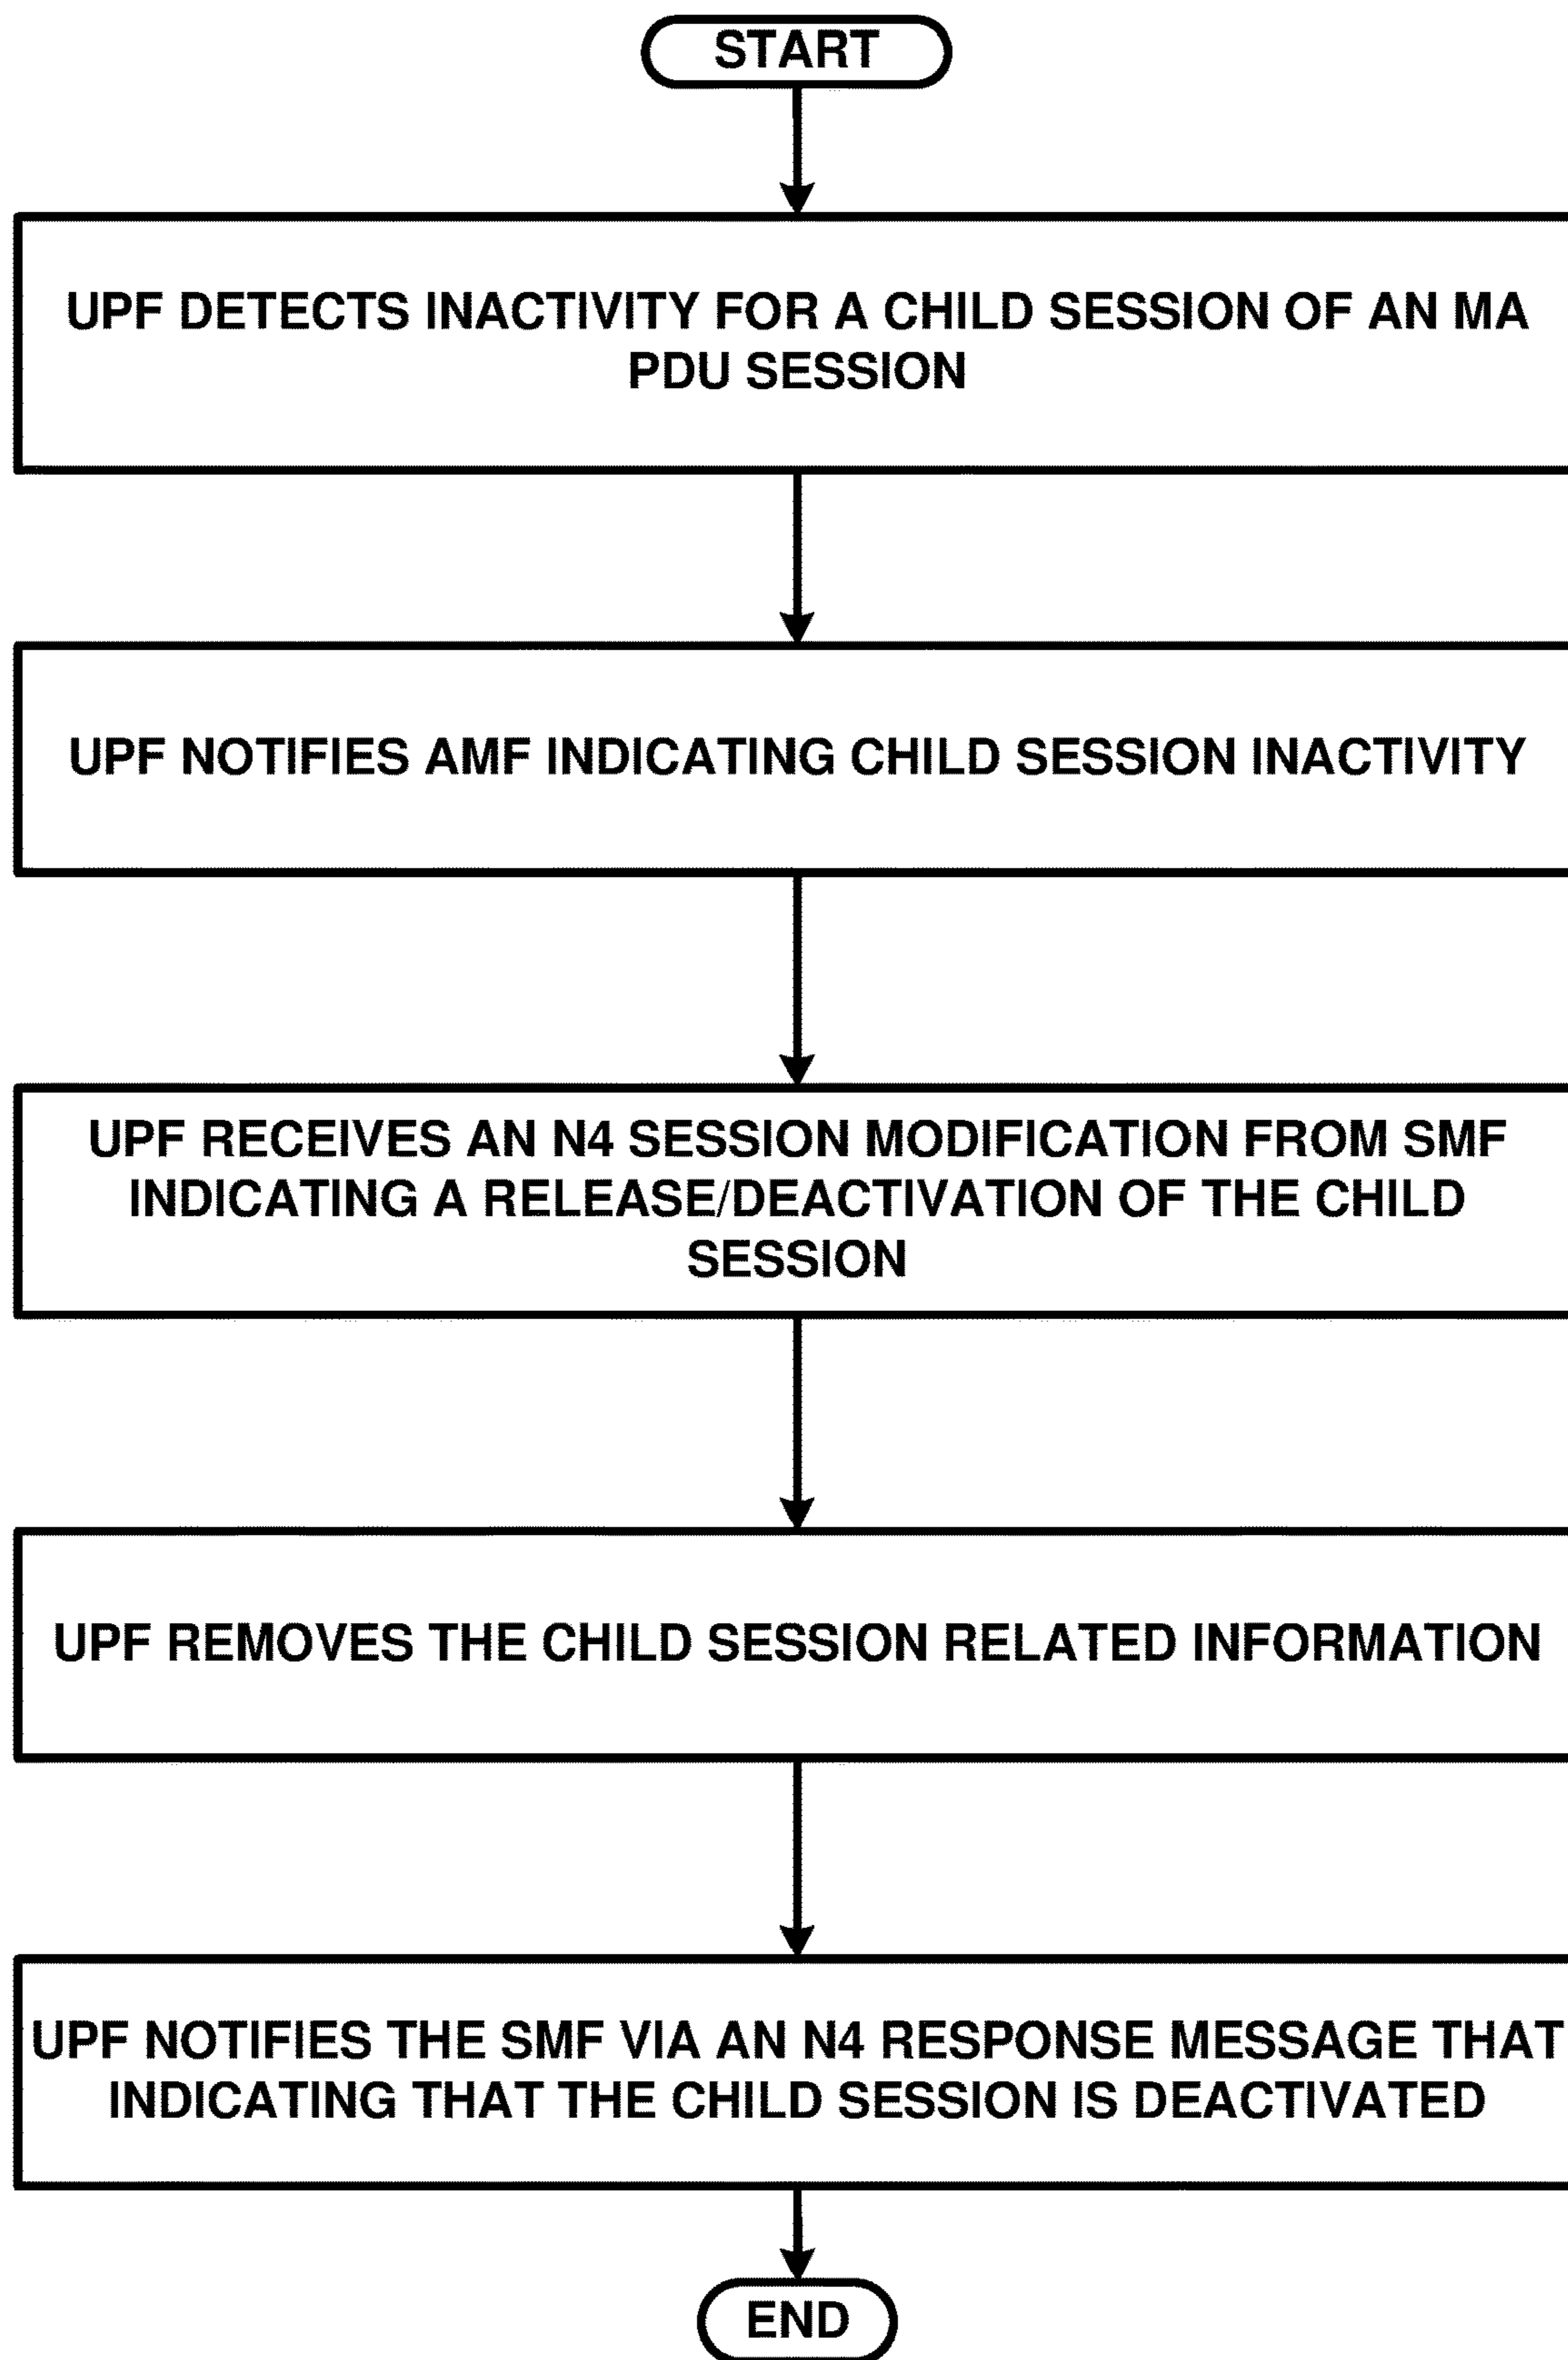 START
UPF DETECTS INACTIVITY FOR A CHILD SESSION OF AN MA
PDU SESSION
UPF NOTIFIES AMF INDICATING CHILD SESSION INACTIVITY
UPF RECEIVES AN N4 SESSION MODIFICATION FROM SMF
INDICATING A RELEASE/DEACTIVATION OF THE CHILD
SESSION
UPF REMOVES THE CHILD SESSION RELATED INFORMATION
UPF NOTIFIES THE SMF VIA AN N4 RESPONSE MESSAGE THAT
INDICATING THAT THE CHILD SESSION IS DEACTIVATED
END